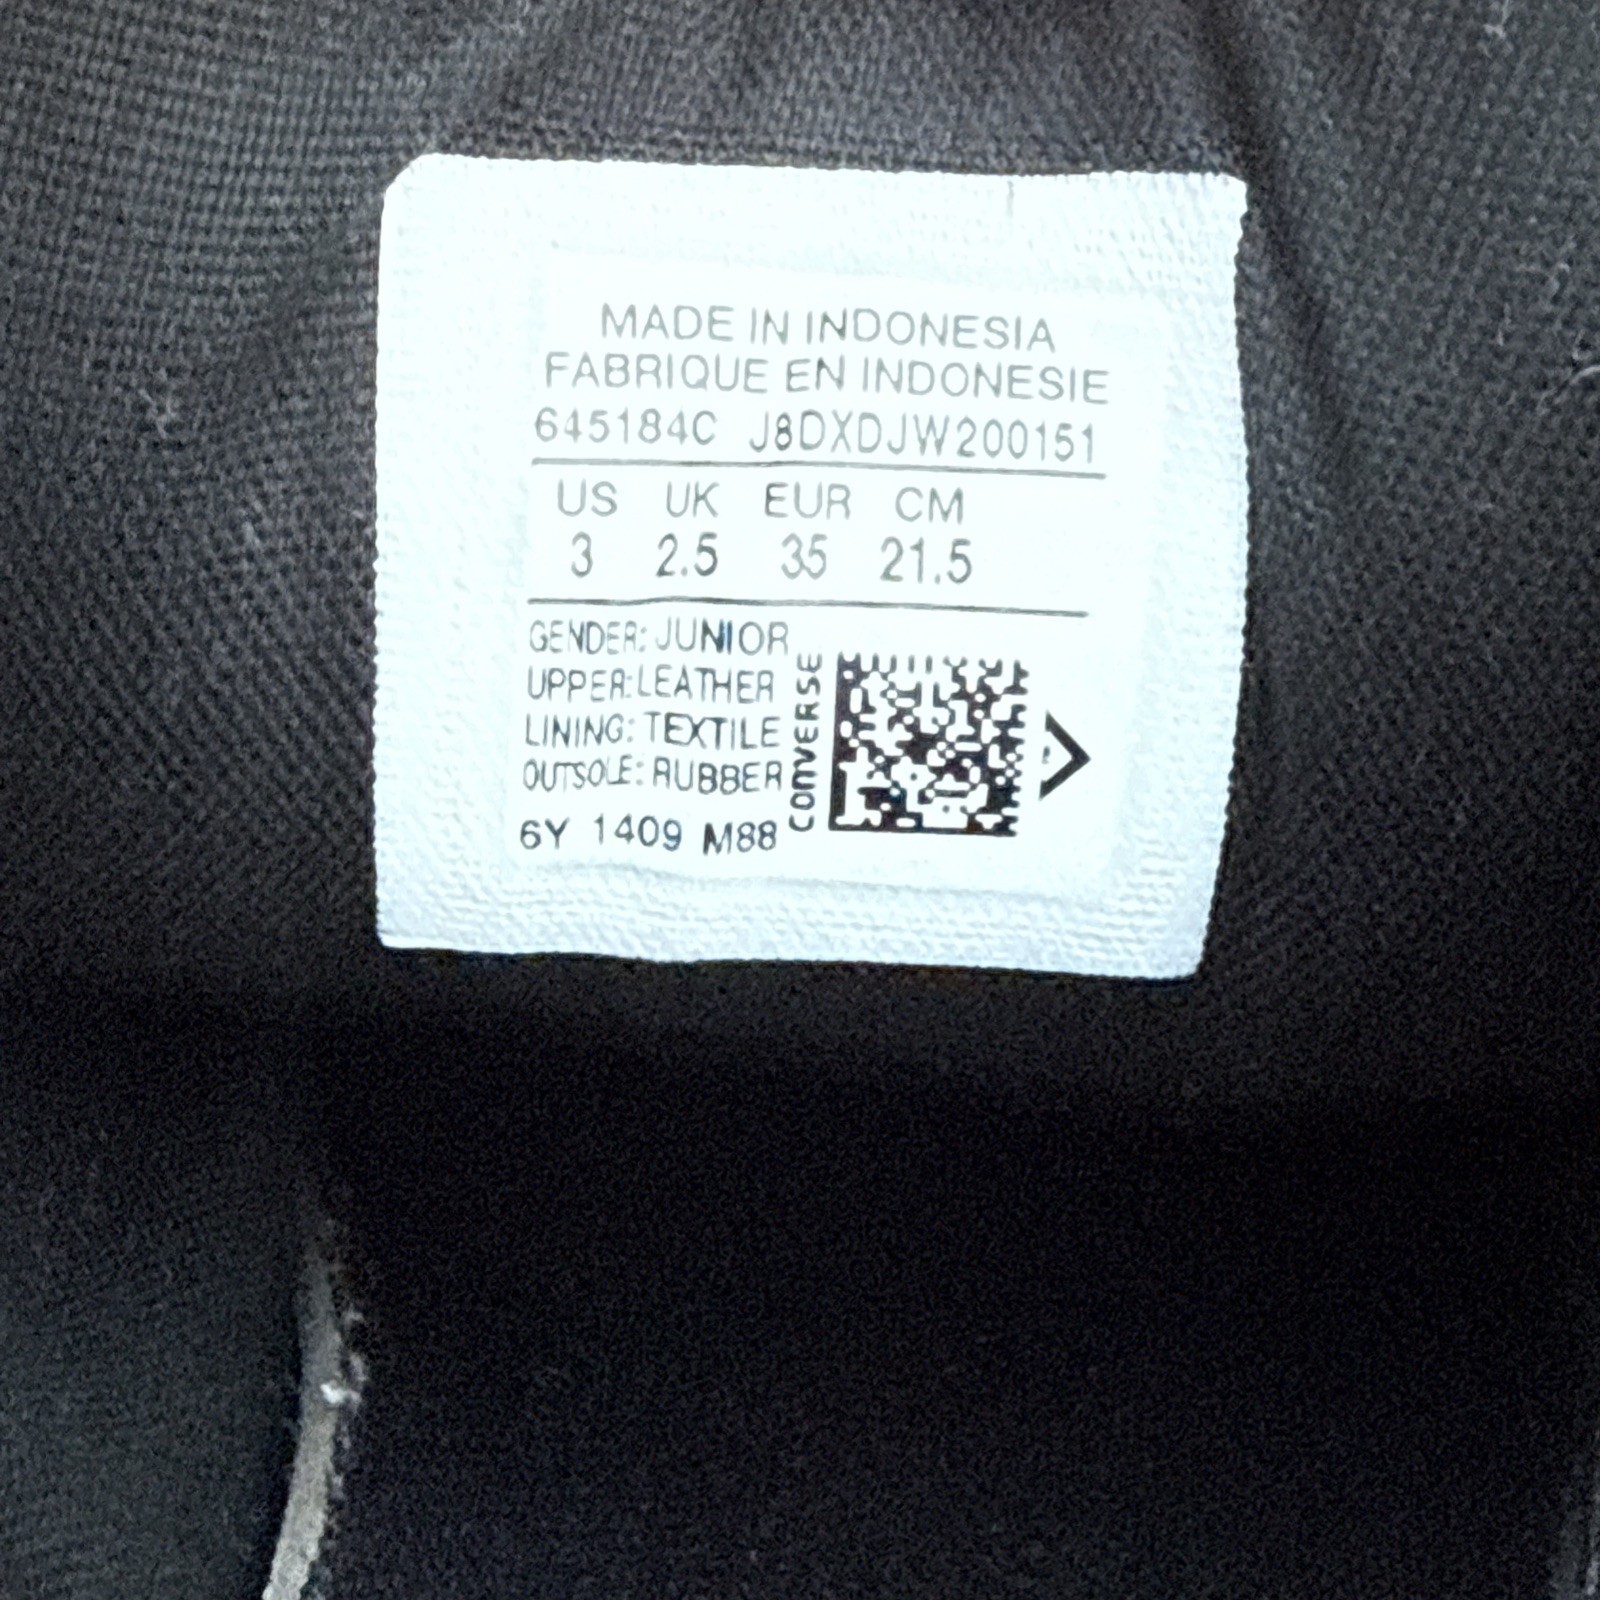 MADE IN INDONESIA
FABRIQUE EN INDONESIE
645184C J8DXDJW200151
US UK EUR CM
3 2.5 35 21.5
GENDER: JUNIOR
UPPER: LEATHER
LINING: TEXTILE
OUTSOLE: RUBBER
6Y 1409 M88
CONVERSE